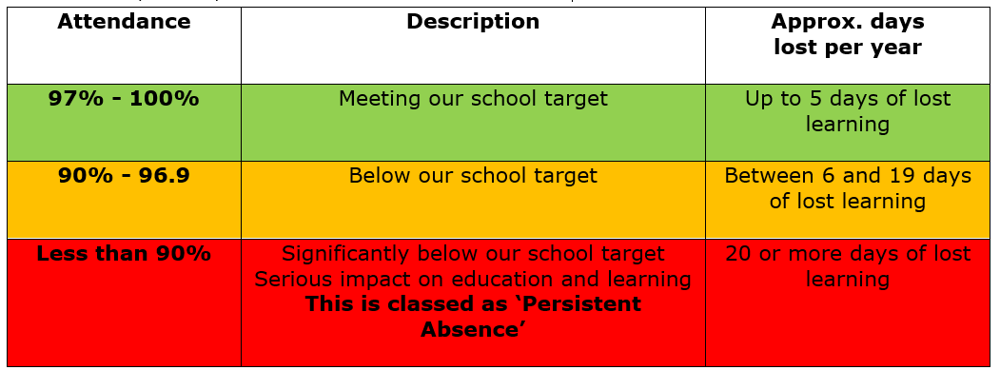 Attendance
Description
Approx. days
lost per year
97% - 100%
Meeting our school target
Up to 5 days of lost
learning
90% - 96.9
Below our school target
Between 6 and 19 days
of lost learning
Less than 90%
Significantly below our school target
Serious impact on education and learning
This is classed as ‘Persistent
Absence’
20 or more days of lost
learning